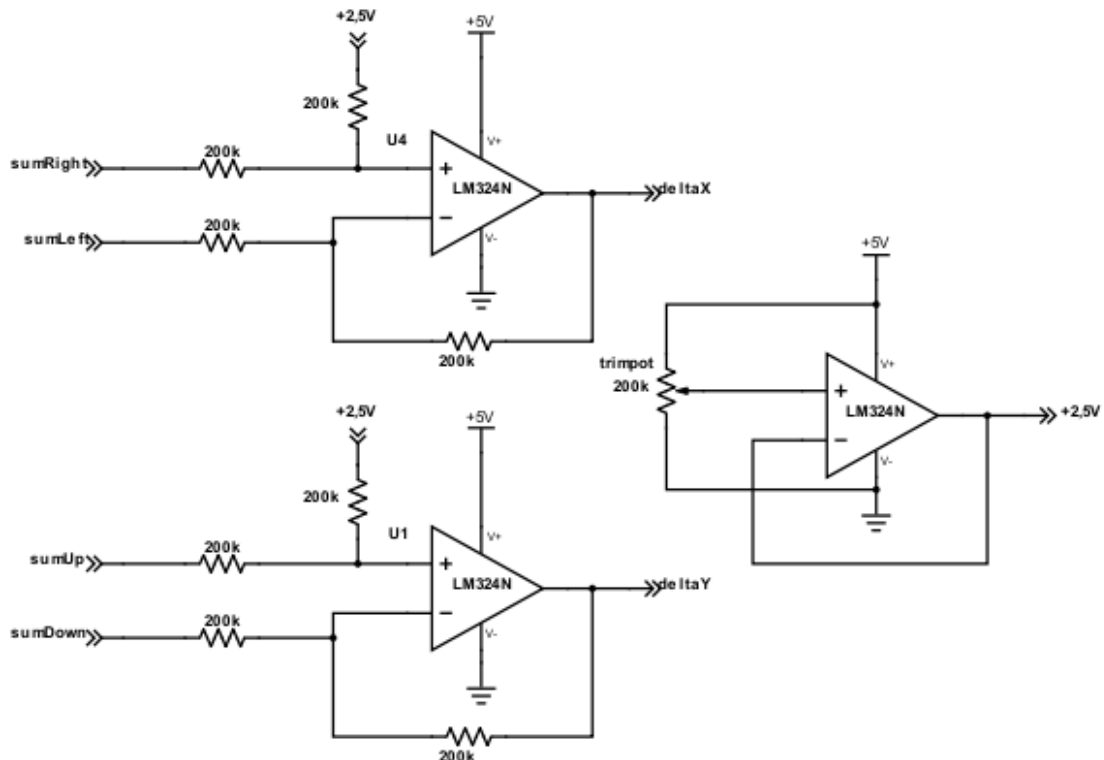 +2,5V
+5V
200k
U4
V+
sumRight
200k
+
LM324N
deltaX
200k
−
sumLeft
V-
200k
+5V
trimpot
200k
V+
+
LM324N
−
+2,5V
V-
+2,5V
+5V
200k
U1
V+
sumUp
200k
+
LM324N
deltaY
200k
−
sumDown
V-
200k